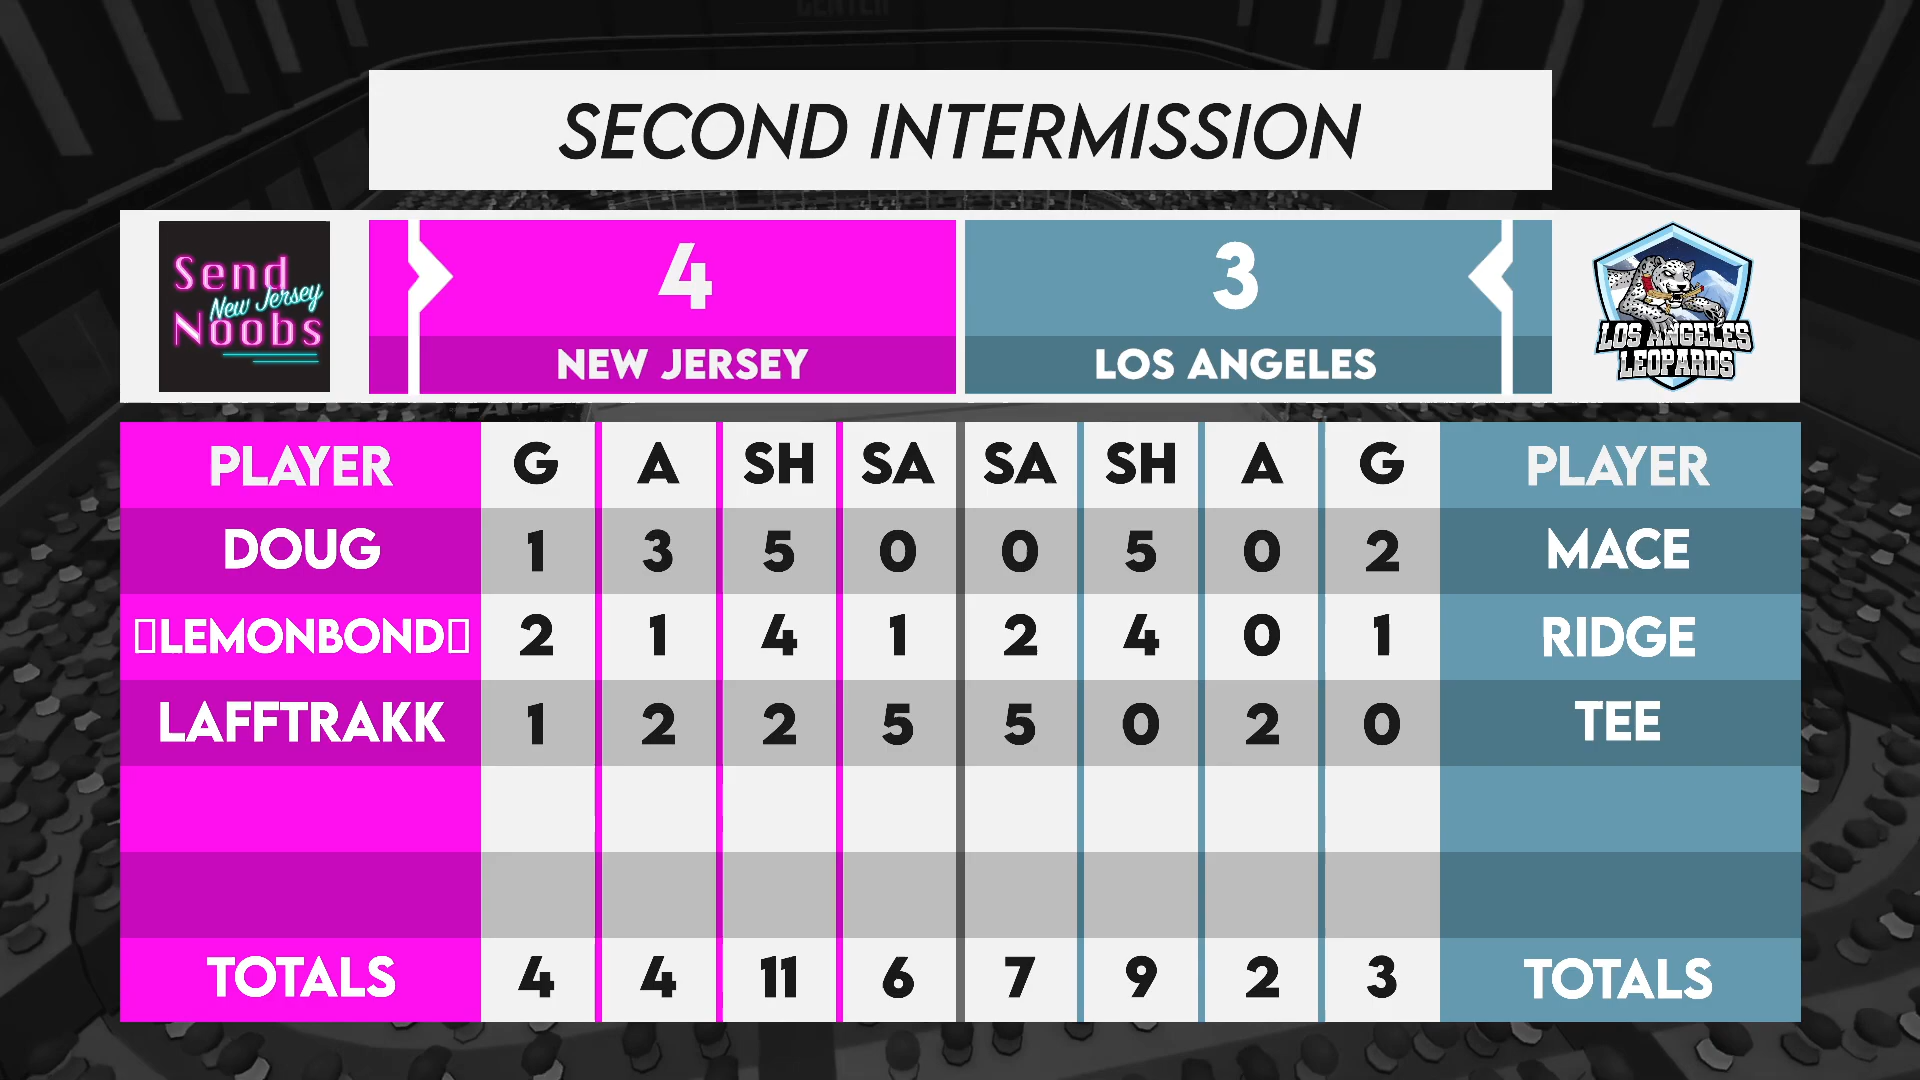 CENTER
SECOND INTERMISSION
Send
New Jersey
Noobs
4
NEW JERSEY
3
LOS ANGELES
LOS ANGELES
LEOPARDS
PLAYER G A SH SA SA SH A G PLAYER
DOUG 1 3 5 0 0 5 0 2 MACE
▯LEMONBOND▯ 2 1 4 1 2 4 0 1 RIDGE
LAFFTRAKK 1 2 2 5 5 0 2 0 TEE
TOTALS 4 4 11 6 7 9 2 3 TOTALS